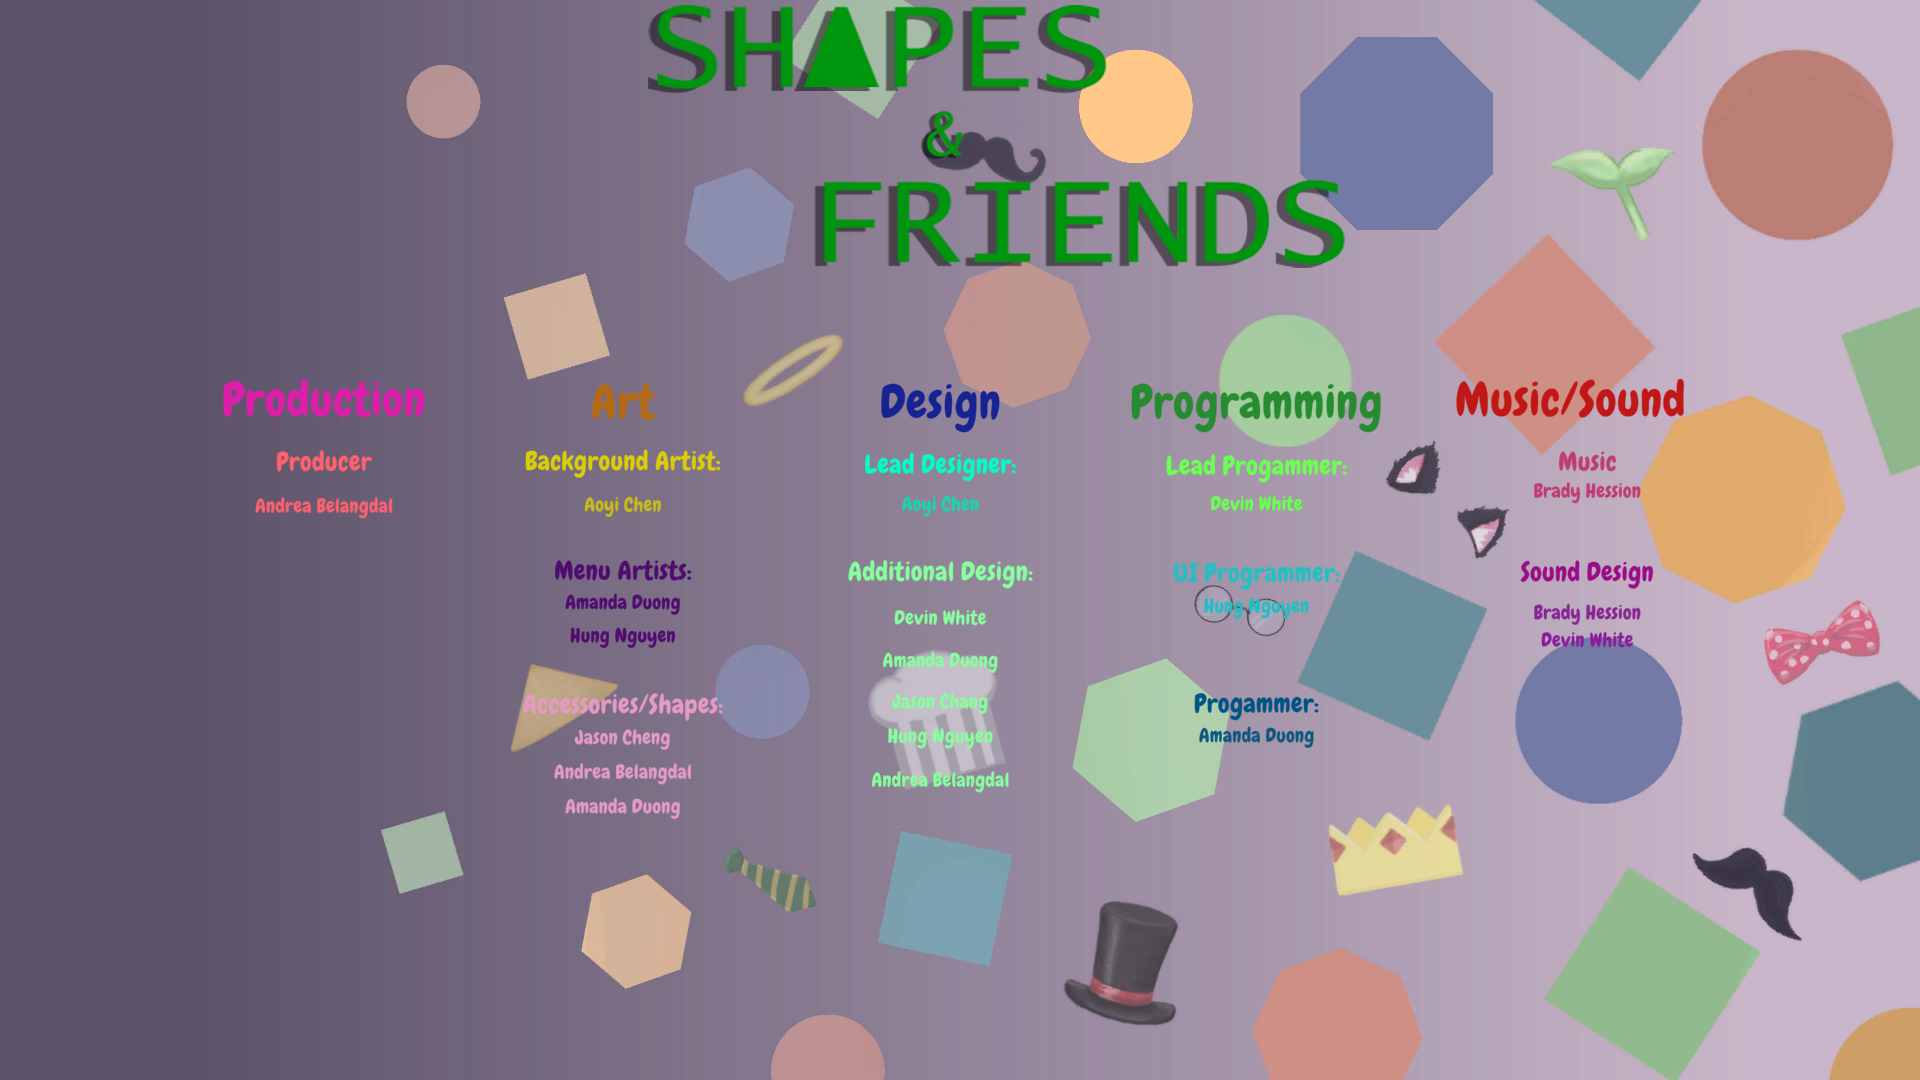 SHAPES
&
FRIENDS
Production
Producer
Andrea Belangdal
Art
Background Artist:
Aoyi Chen
Menu Artists:
Amanda Duong
Hung Nguyen
Accessories/Shapes:
Jason Cheng
Andrea Belangdal
Amanda Duong
Design
Lead Designer:
Aoyi Chen
Additional Design:
Devin White
Amanda Duong
Jason Chang
Hung Nguyen
Andrea Belangdal
Programming
Lead Progammer:
Devin White
UI Programmer:
Hung Nguyen
Progammer:
Amanda Duong
Music/Sound
Music
Brady Hession
Sound Design
Brady Hession
Devin White